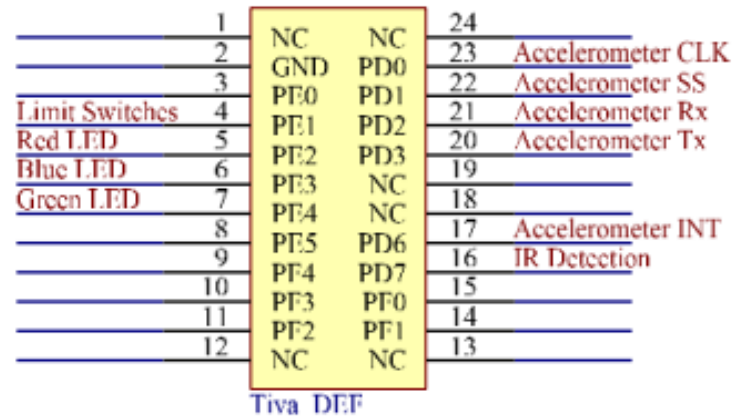 1 NC NC 24
2 GND PD0 23 Accelerometer CLK
3 PE0 PD1 22 Accelerometer SS
Limit Switches 4 PE1 PD2 21 Accelerometer Rx
Red LED 5 PE2 PD3 20 Accelerometer Tx
Blue LED 6 PE3 NC 19
Green LED 7 PE4 NC 18
8 PE5 PD6 17 Accelerometer INT
9 PF4 PD7 16 IR Detection
10 PF3 PF0 15
11 PF2 PF1 14
12 NC NC 13
Tiva_DEF